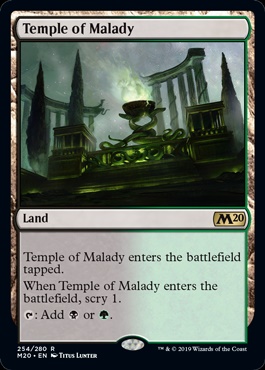 Temple of Malady
Land
M20
Temple of Malady enters the battlefield
tapped.
When Temple of Malady enters the
battlefield, scry 1.
: Add or .
254/280 R
M20 • EN Titus Lunter
™ & © 2019 Wizards of the Coast